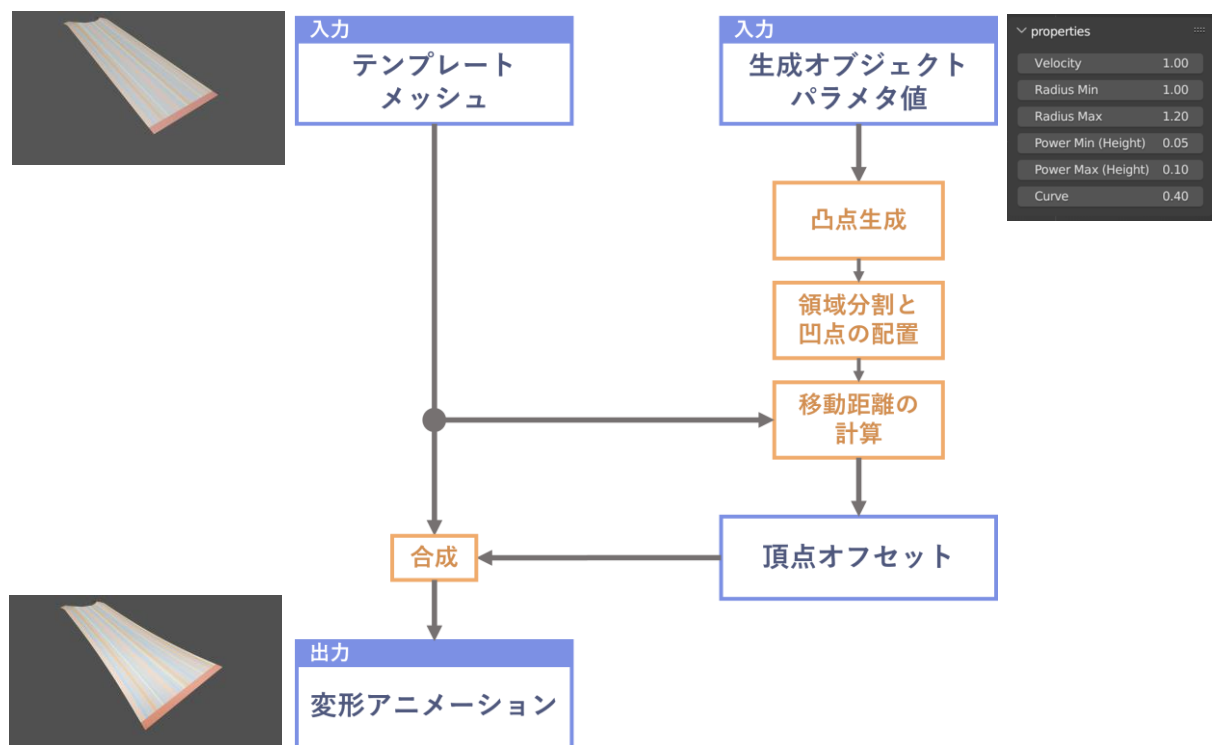 入力
テンプレート
メッシュ
入力
生成オブジェクト
パラメタ値
properties
Velocity 1.00
Radius Min 1.00
Radius Max 1.20
Power Min (Height) 0.05
Power Max (Height) 0.10
Curve 0.40
凸点生成
領域分割と
凹点の配置
移動距離の
計算
合成
頂点オフセット
出力
変形アニメーション